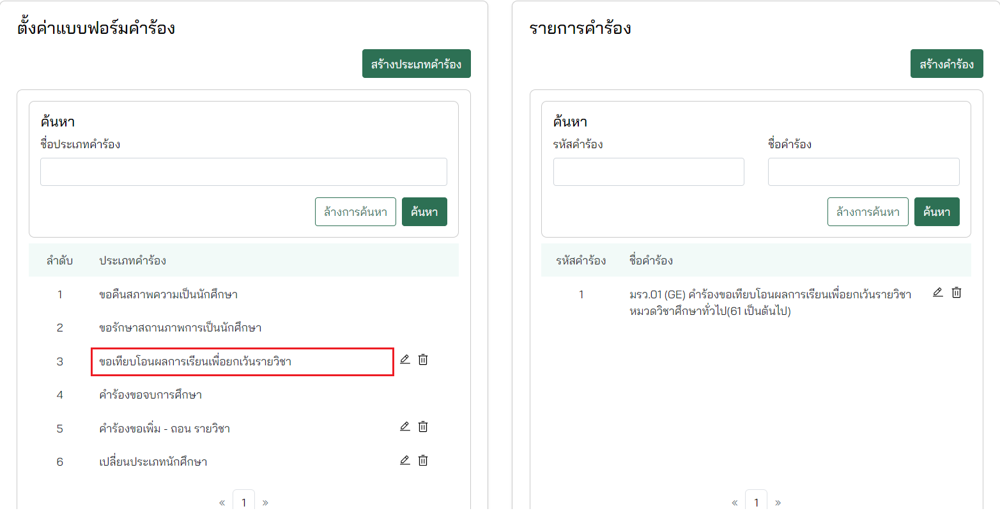 ตั้งค่าแบบฟอร์มคำร้อง
สร้างประเภทคำร้อง
ค้นหา
ชื่อประเภทคำร้อง
ล้างการค้นหา
ค้นหา
ลำดับ ประเภทคำร้อง
1 ขอคืนสภาพความเป็นนักศึกษา
2 ขอรักษาสถานภาพการเป็นนักศึกษา
3 ขอเทียบโอนผลการเรียนเพื่อยกเว้นรายวิชา
4 คำร้องขอจบการศึกษา
5 คำร้องขอเพิ่ม - ถอน รายวิชา
6 เปลี่ยนประเภทนักศึกษา
« 1 »
รายการคำร้อง
สร้างคำร้อง
ค้นหา
รหัสคำร้อง ชื่อคำร้อง
ล้างการค้นหา
ค้นหา
รหัสคำร้อง ชื่อคำร้อง
1 มรว.01 (GE) คำร้องขอเทียบโอนผลการเรียนเพื่อยกเว้นรายวิชา
หมวดวิชาศึกษาทั่วไป(61 เป็นต้นไป)
« 1 »